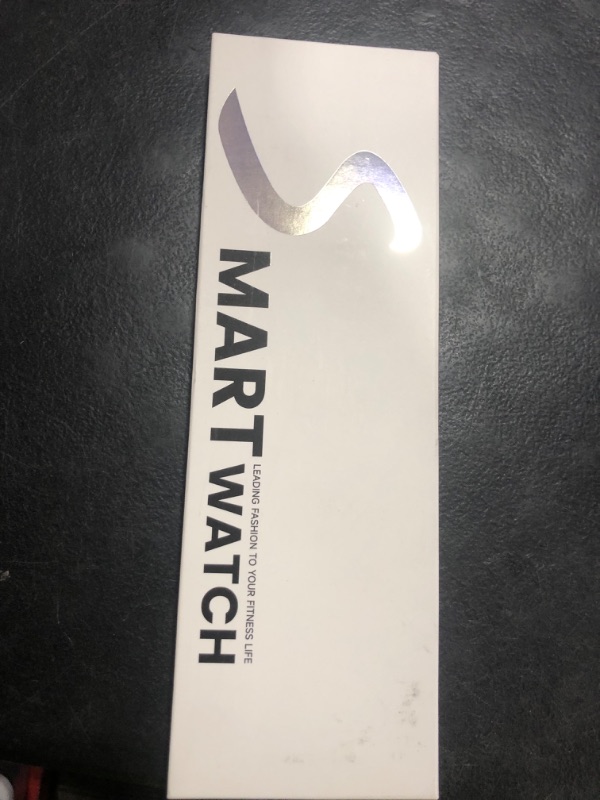 SMART WATCH
LEADING FASHION TO YOUR FITNESS LIFE